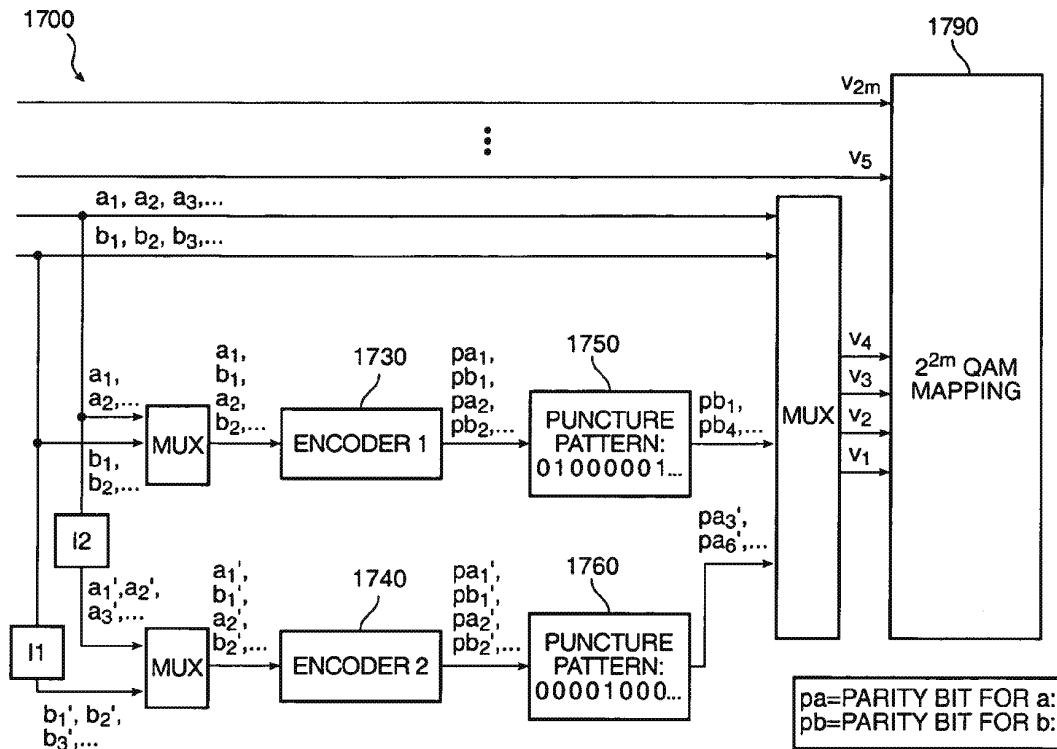 1700
1790
v2m
v5
a1, a2, a3,...
b1, b2, b3,...
a1,
a2,...
b1,
b2,...
MUX
a1,
b1,
a2,
b2,...
1730
ENCODER 1
pa1,
pb1,
pa2,
pb2,...
1750
PUNCTURE
PATTERN:
01000001...
pb1,
pb4,...
MUX
v4
v3
v2
v1
2^2m QAM
MAPPING
I2
a1',a2',
a3',...
I1
b1', b2',
b3',...
MUX
a1',
b1',
a2',
b2',...
1740
ENCODER 2
pa1',
pb1',
pa2',
pb2',...
1760
PUNCTURE
PATTERN:
00001000...
pa3',
pa6',...
pa=PARITY BIT FOR a:
pb=PARITY BIT FOR b: